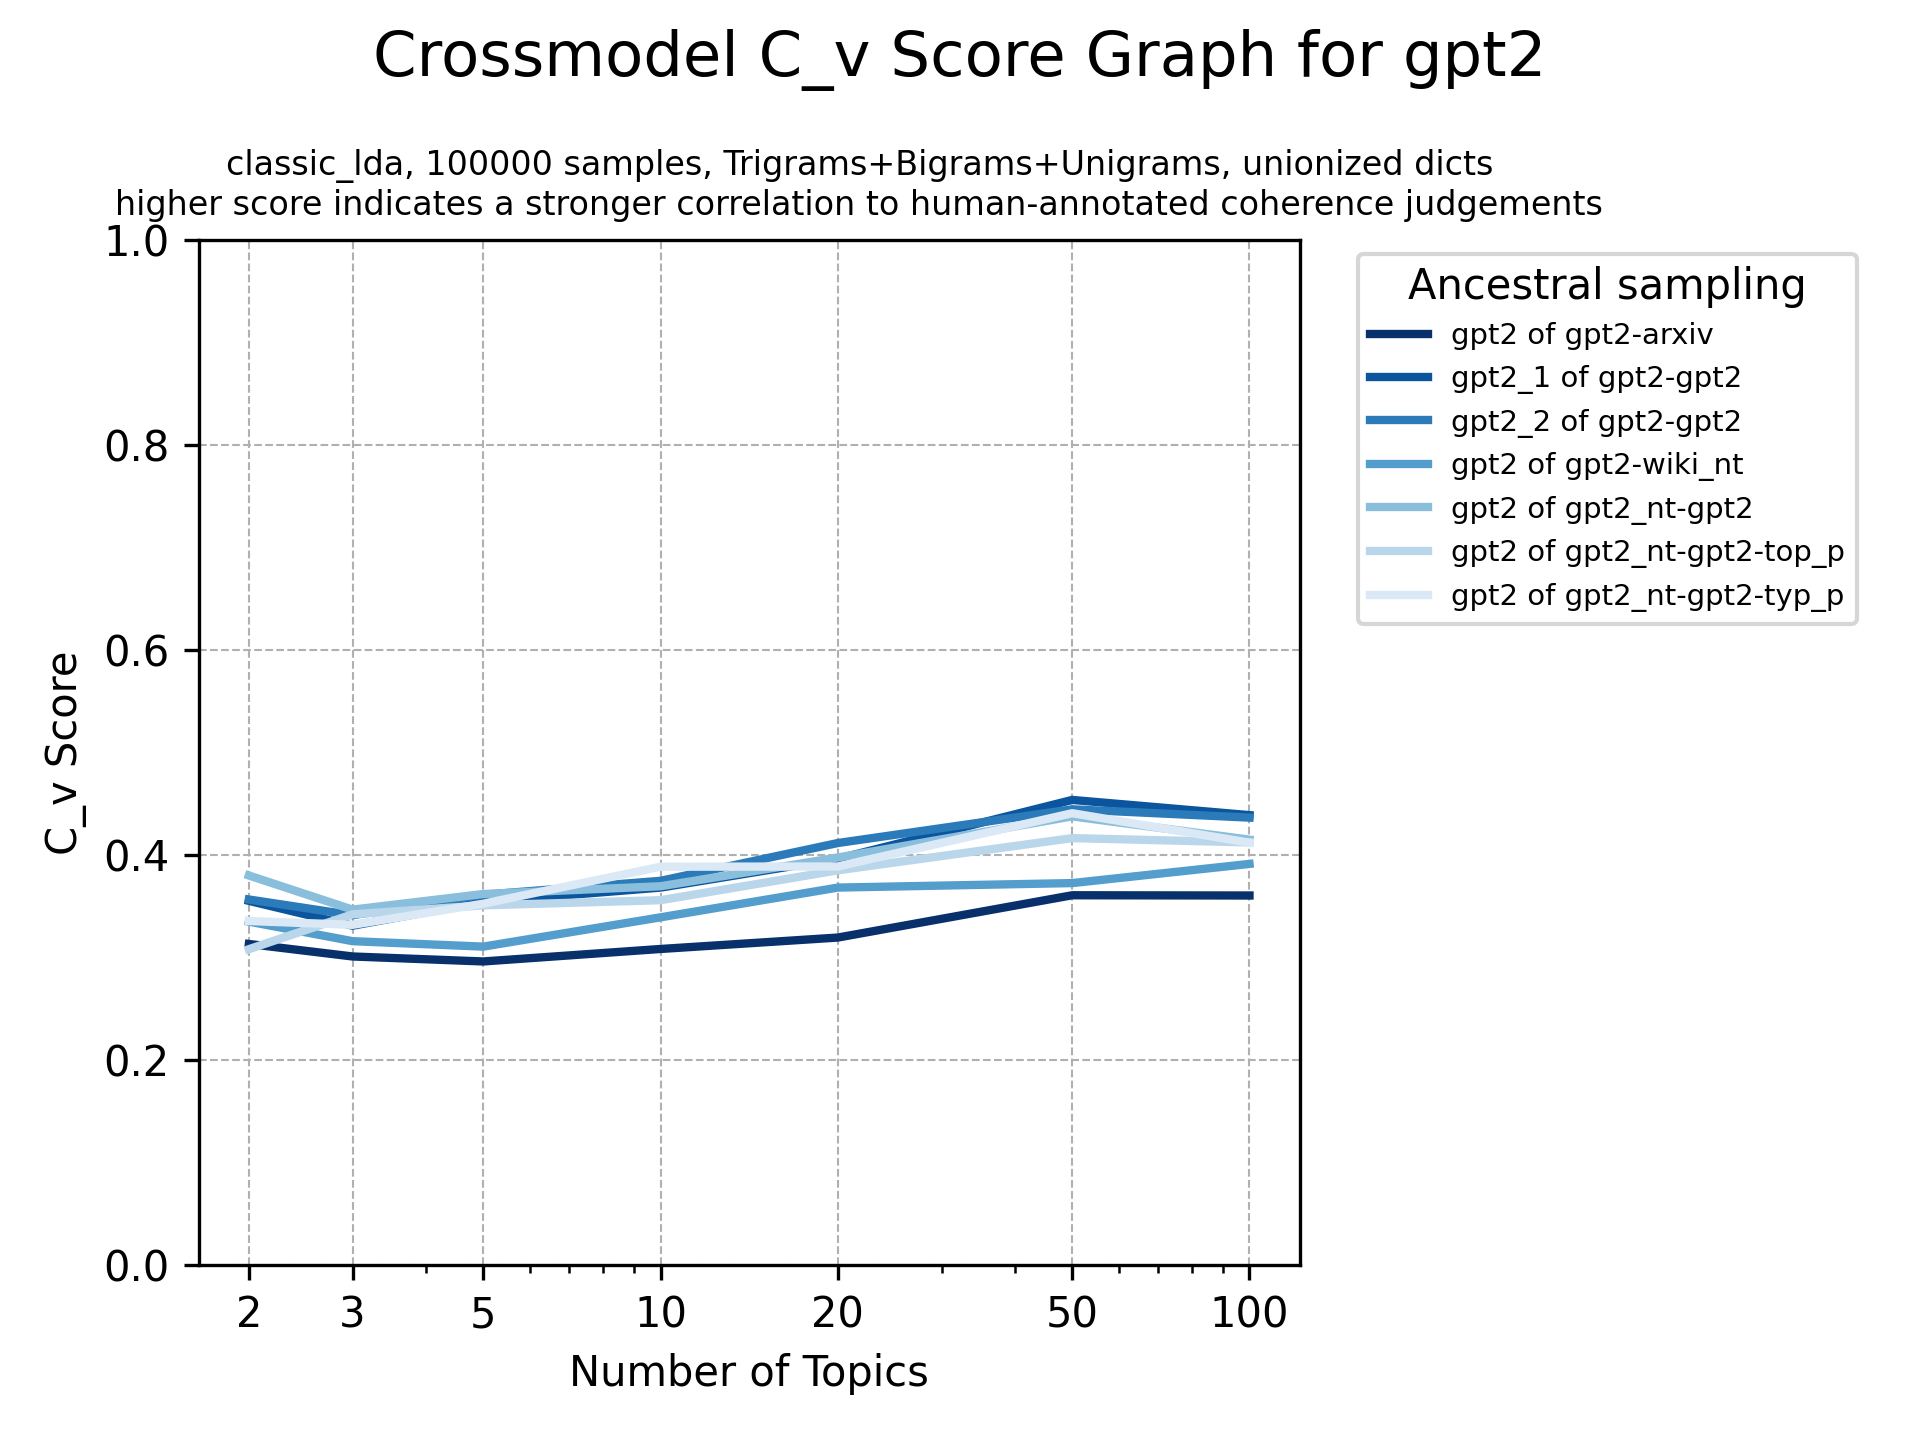 Crossmodel C_v Score Graph for gpt2
classic_lda, 100000 samples, Trigrams+Bigrams+Unigrams, unionized dicts
higher score indicates a stronger correlation to human-annotated coherence judgements
1.0
0.8
0.6
0.4
0.2
0.0
C_v Score
2 3 5 10 20 50 100
Number of Topics
Ancestral sampling
gpt2 of gpt2-arxiv
gpt2_1 of gpt2-gpt2
gpt2_2 of gpt2-gpt2
gpt2 of gpt2-wiki_nt
gpt2 of gpt2_nt-gpt2
gpt2 of gpt2_nt-gpt2-top_p
gpt2 of gpt2_nt-gpt2-typ_p